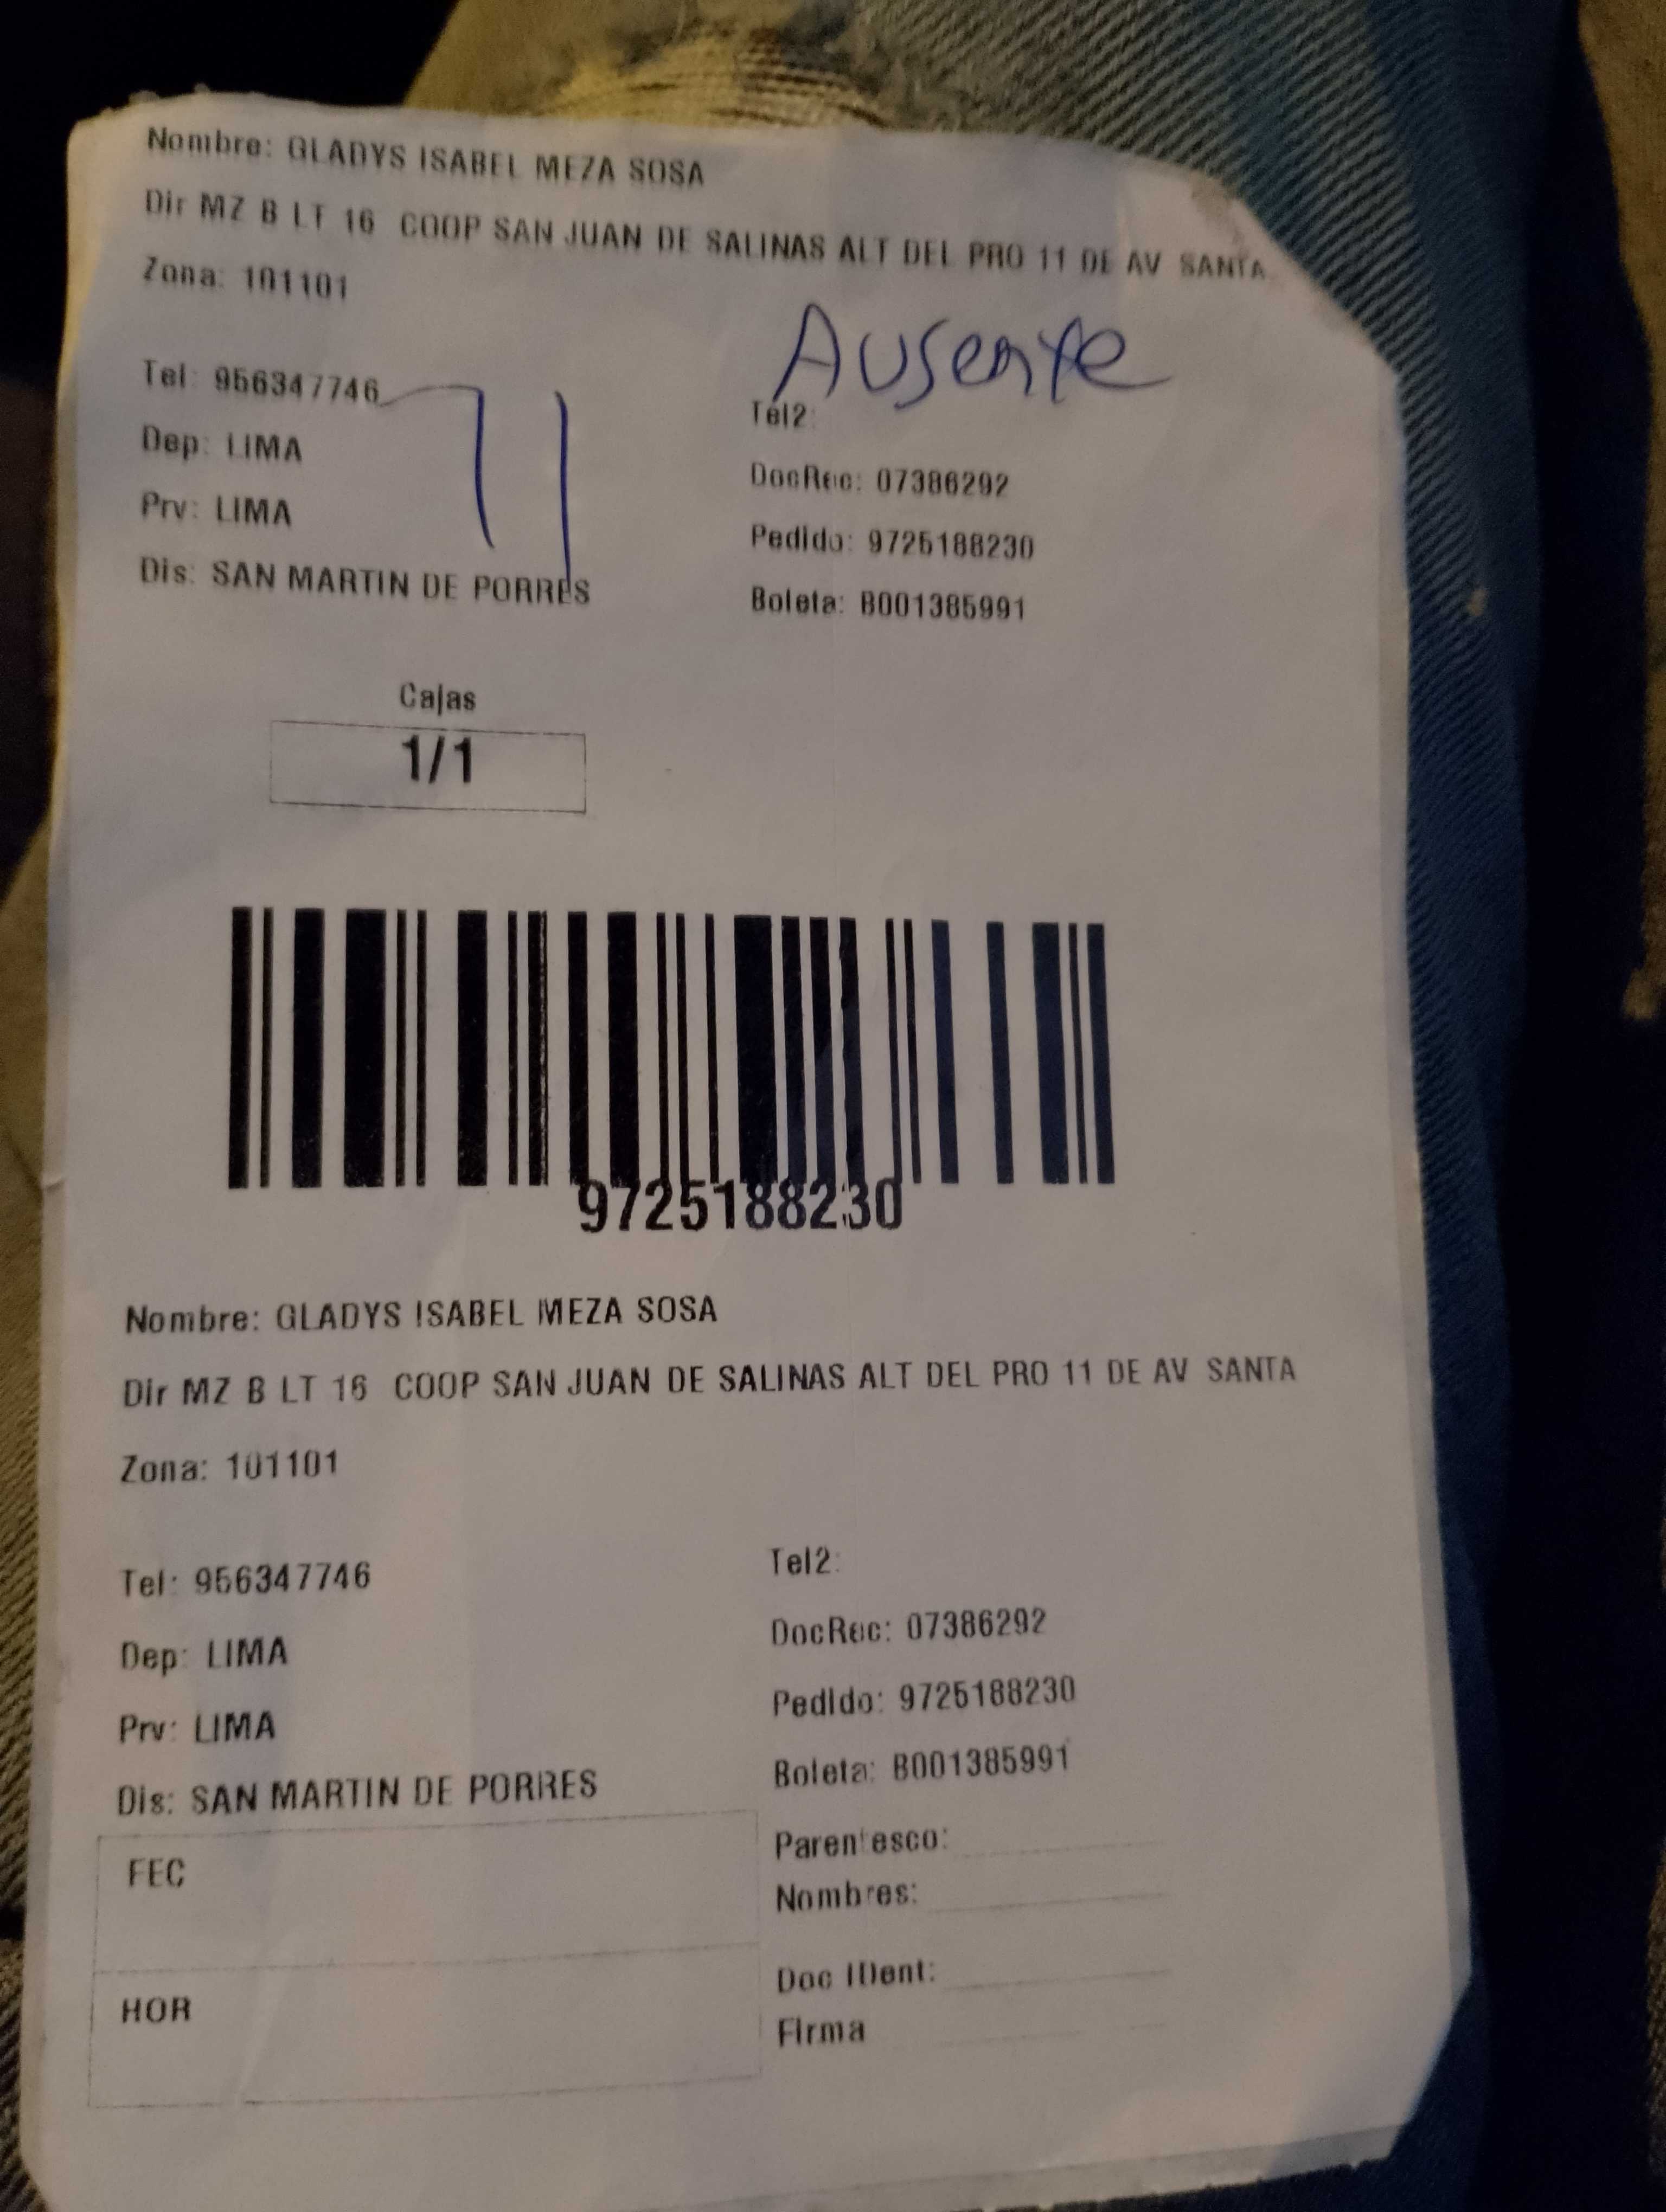 Nombre: GLADYS ISABEL MEZA SOSA
Dir MZ B LT 16 COOP SAN JUAN DE SALINAS ALT DEL PRO 11 DE AV SANTA
Zona: 101101
Ausente
Tel: 956347746
Tel2:
Dep: LIMA
DocRec: 07386292
Prv: LIMA
Pedido: 9725188230
Dis: SAN MARTIN DE PORRES
Boleta: B001385991
Cajas
1/1
9725188230
Nombre: GLADYS ISABEL MEZA SOSA
Dir MZ B LT 16 COOP SAN JUAN DE SALINAS ALT DEL PRO 11 DE AV SANTA
Zona: 101101
Tel: 956347746
Tel2:
Dep: LIMA
DocRec: 07386292
Prv: LIMA
Pedido: 9725188230
Dis: SAN MARTIN DE PORRES
Boleta: B001385991
FEC
Parentesco:
Nombres:
HOR
Doc IDent:
Firma